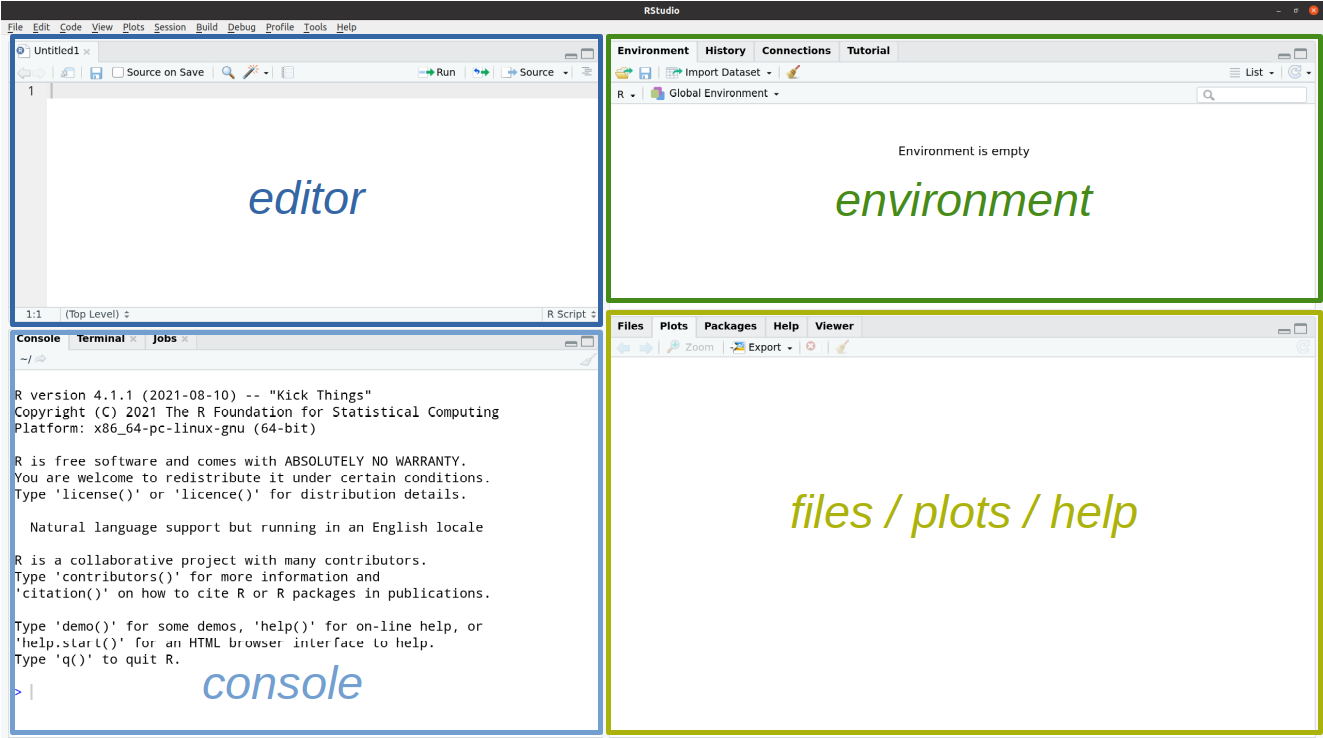 RStudio
File Edit Code View Plots Session Build Debug Profile Tools Help
Untitled1
Source on Save Run Source
1
editor
1:1 (Top Level) R Script
Environment History Connections Tutorial
Import Dataset List
R Global Environment
Environment is empty
environment
Console Terminal Jobs
~/
R version 4.1.1 (2021-08-10) -- "Kick Things"
Copyright (C) 2021 The R Foundation for Statistical Computing
Platform: x86_64-pc-linux-gnu (64-bit)
R is free software and comes with ABSOLUTELY NO WARRANTY.
You are welcome to redistribute it under certain conditions.
Type 'license()' or 'licence()' for distribution details.
Natural language support but running in an English locale
R is a collaborative project with many contributors.
Type 'contributors()' for more information and
'citation()' on how to cite R or R packages in publications.
Type 'demo()' for some demos, 'help()' for on-line help, or
'help.start()' for an HTML browser interface to help.
Type 'q()' to quit R.
>
console
Files Plots Packages Help Viewer
Zoom Export
files / plots / help